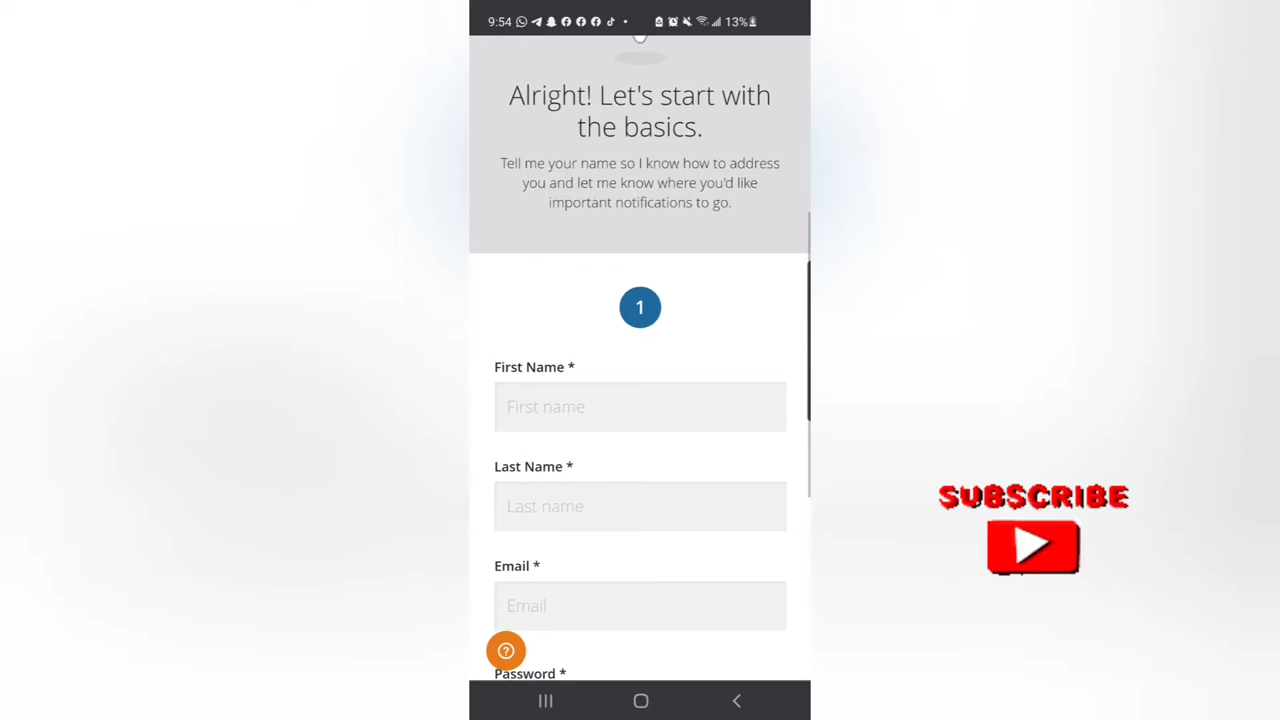 9:54
13%
Alright! Let's start with
the basics.
Tell me your name so I know how to address
you and let me know where you'd like
important notifications to go.
1
First Name *
First name
Last Name *
Last name
Email *
Email
Password *
SUBSCRIBE